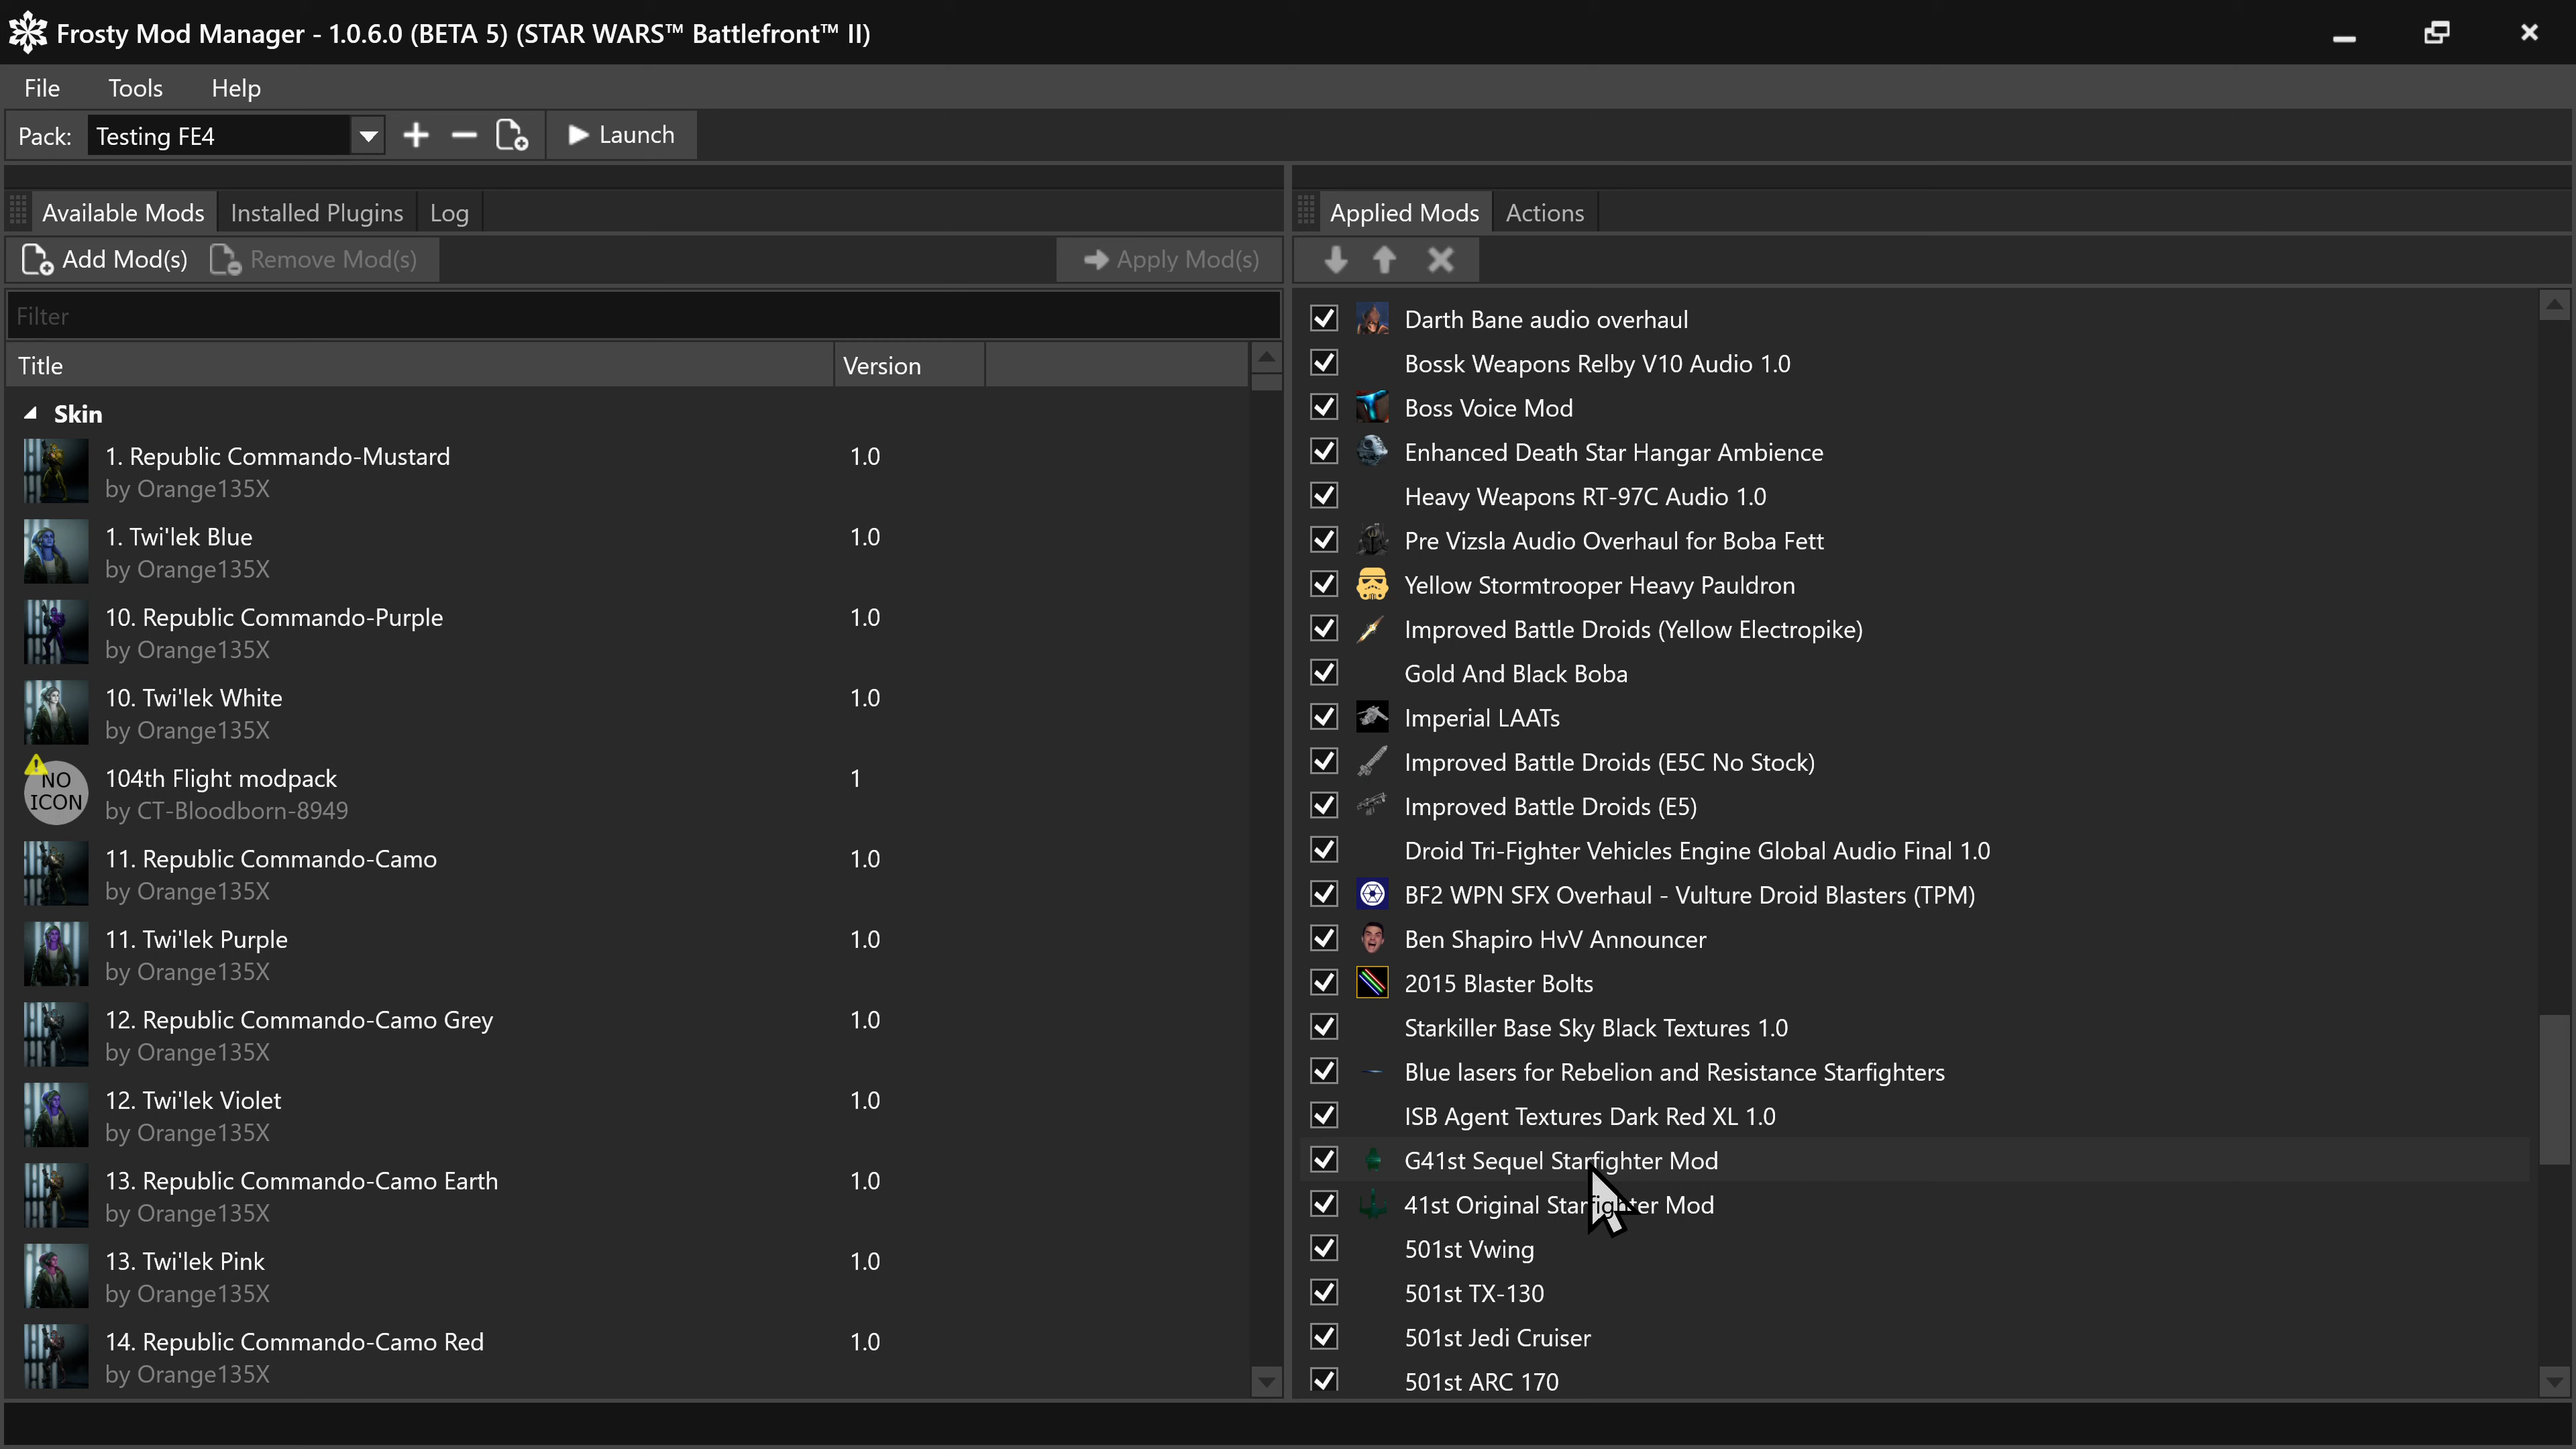 Frosty Mod Manager - 1.0.6.0 (BETA 5) (STAR WARS™ Battlefront™ II)
File Tools Help
Pack: Testing FE4 Launch
Available Mods Installed Plugins Log
Add Mod(s) Remove Mod(s) Apply Mod(s)
Filter
Title Version
Skin
1. Republic Commando-Mustard 1.0
by Orange135X
1. Twi'lek Blue 1.0
by Orange135X
10. Republic Commando-Purple 1.0
by Orange135X
10. Twi'lek White 1.0
by Orange135X
NO
ICON
104th Flight modpack 1
by CT-Bloodborn-8949
11. Republic Commando-Camo 1.0
by Orange135X
11. Twi'lek Purple 1.0
by Orange135X
12. Republic Commando-Camo Grey 1.0
by Orange135X
12. Twi'lek Violet 1.0
by Orange135X
13. Republic Commando-Camo Earth 1.0
by Orange135X
13. Twi'lek Pink 1.0
by Orange135X
14. Republic Commando-Camo Red 1.0
by Orange135X
Applied Mods Actions
Darth Bane audio overhaul
Bossk Weapons Relby V10 Audio 1.0
Boss Voice Mod
Enhanced Death Star Hangar Ambience
Heavy Weapons RT-97C Audio 1.0
Pre Vizsla Audio Overhaul for Boba Fett
Yellow Stormtrooper Heavy Pauldron
Improved Battle Droids (Yellow Electropike)
Gold And Black Boba
Imperial LAATs
Improved Battle Droids (E5C No Stock)
Improved Battle Droids (E5)
Droid Tri-Fighter Vehicles Engine Global Audio Final 1.0
BF2 WPN SFX Overhaul - Vulture Droid Blasters (TPM)
Ben Shapiro HvV Announcer
2015 Blaster Bolts
Starkiller Base Sky Black Textures 1.0
Blue lasers for Rebelion and Resistance Starfighters
ISB Agent Textures Dark Red XL 1.0
G41st Sequel Starfighter Mod
41st Original Starfighter Mod
501st Vwing
501st TX-130
501st Jedi Cruiser
501st ARC 170